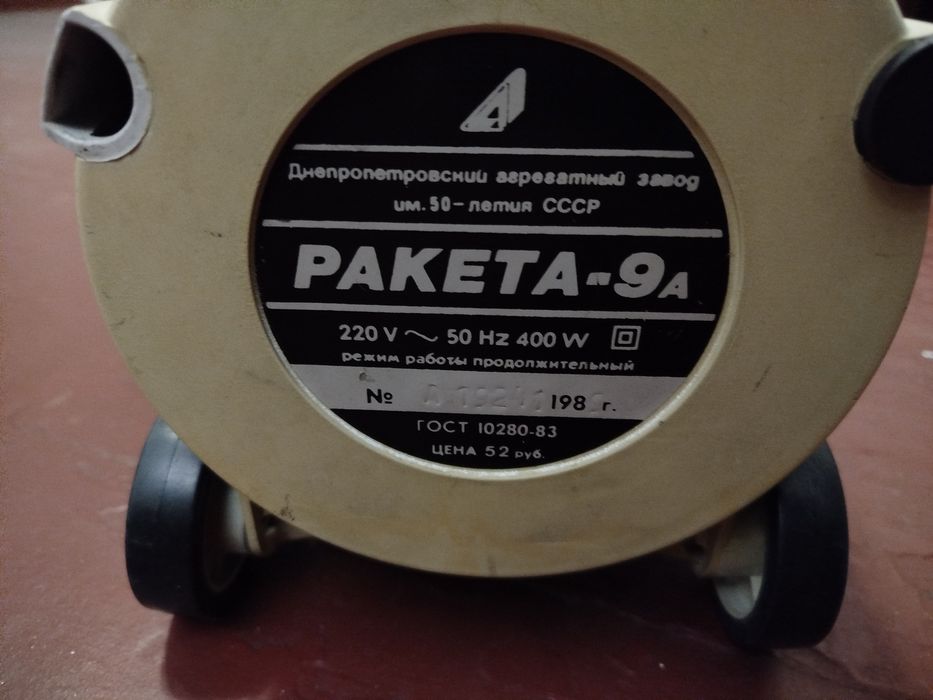 Днепропетровский агрегатный завод
им. 50-летия СССР
РАКЕТА-9А
220 V ~ 50 Hz 400 W
режим работы продолжительный
№ 198 г.
ГОСТ 10280-83
ЦЕНА 52 руб.